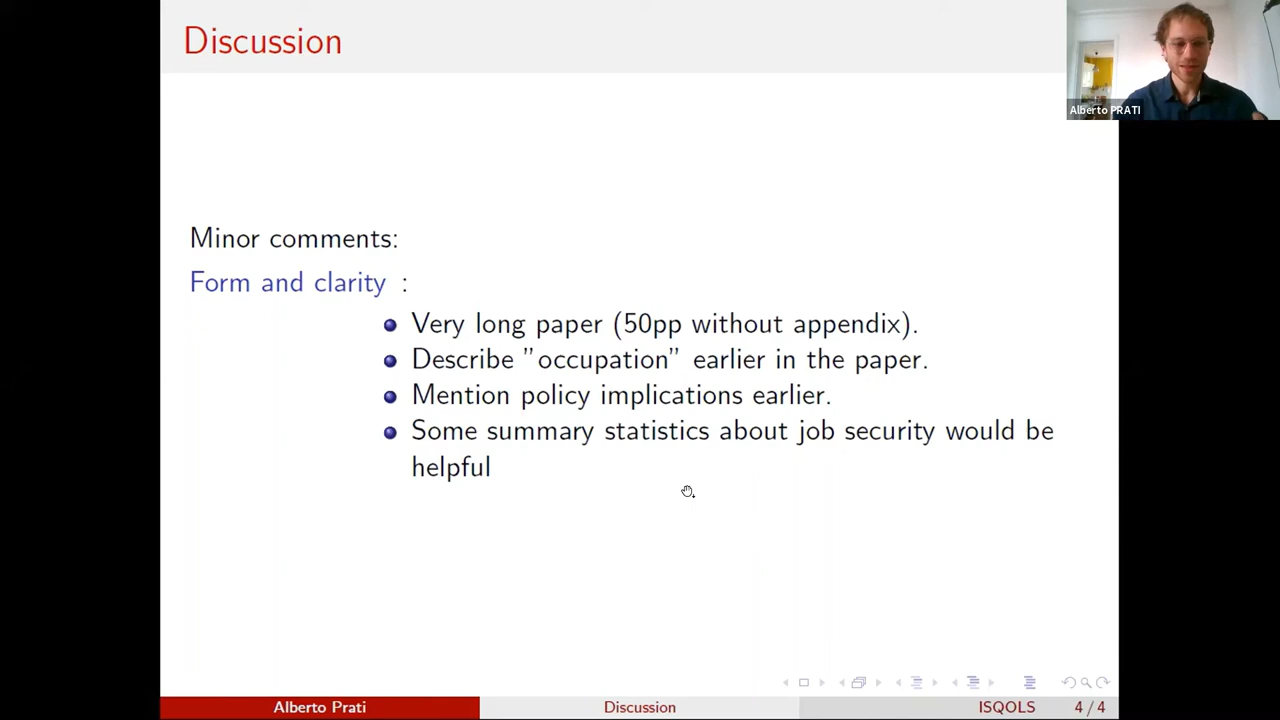 Discussion
Alberto PRATI
Minor comments:
Form and clarity :
Very long paper (50pp without appendix).
Describe ”occupation” earlier in the paper.
Mention policy implications earlier.
Some summary statistics about job security would be
helpful
Alberto Prati
Discussion
ISQOLS
4 / 4